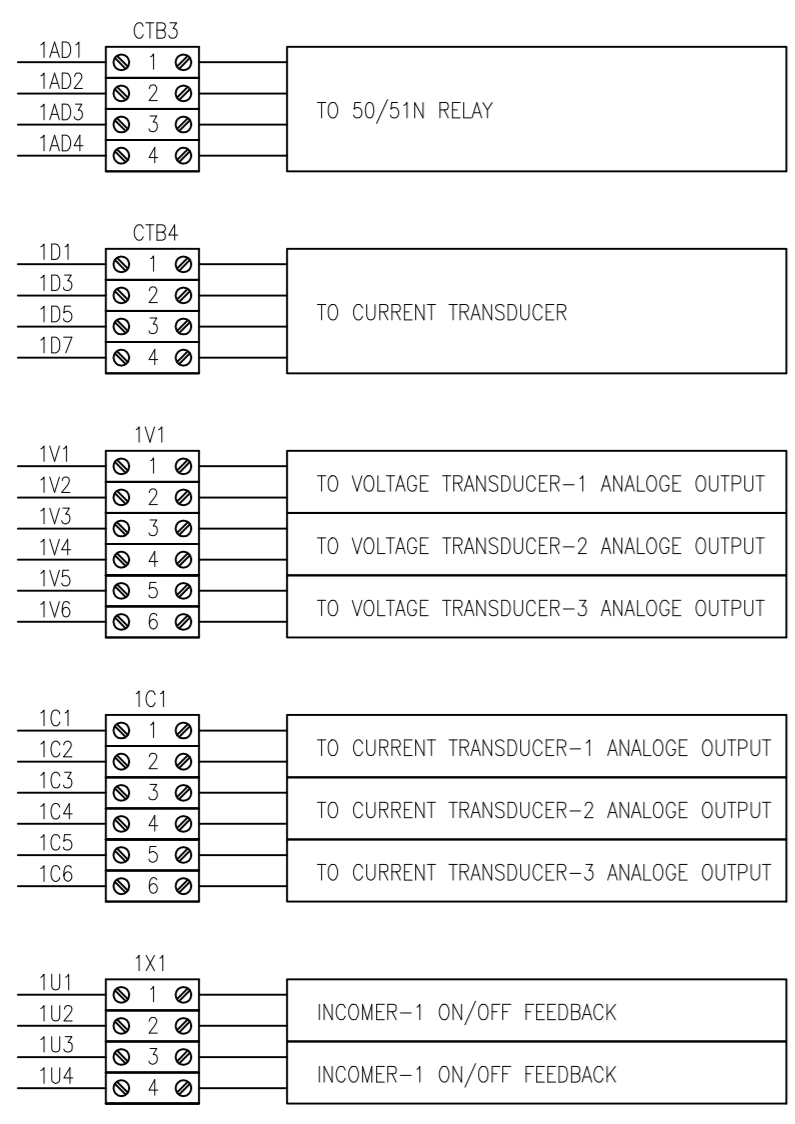 CTB3
1AD1
1
1AD2
2
1AD3
3
1AD4
4
TO 50/51N RELAY
CTB4
1D1
1
1D3
2
1D5
3
1D7
4
TO CURRENT TRANSDUCER
1V1
1V1
1
1V2
2
TO VOLTAGE TRANSDUCER-1 ANALOGE OUTPUT
1V3
3
1V4
4
TO VOLTAGE TRANSDUCER-2 ANALOGE OUTPUT
1V5
5
1V6
6
TO VOLTAGE TRANSDUCER-3 ANALOGE OUTPUT
1C1
1C1
1
1C2
2
TO CURRENT TRANSDUCER-1 ANALOGE OUTPUT
1C3
3
1C4
4
TO CURRENT TRANSDUCER-2 ANALOGE OUTPUT
1C5
5
1C6
6
TO CURRENT TRANSDUCER-3 ANALOGE OUTPUT
1X1
1U1
1
1U2
2
INCOMER-1 ON/OFF FEEDBACK
1U3
3
1U4
4
INCOMER-1 ON/OFF FEEDBACK